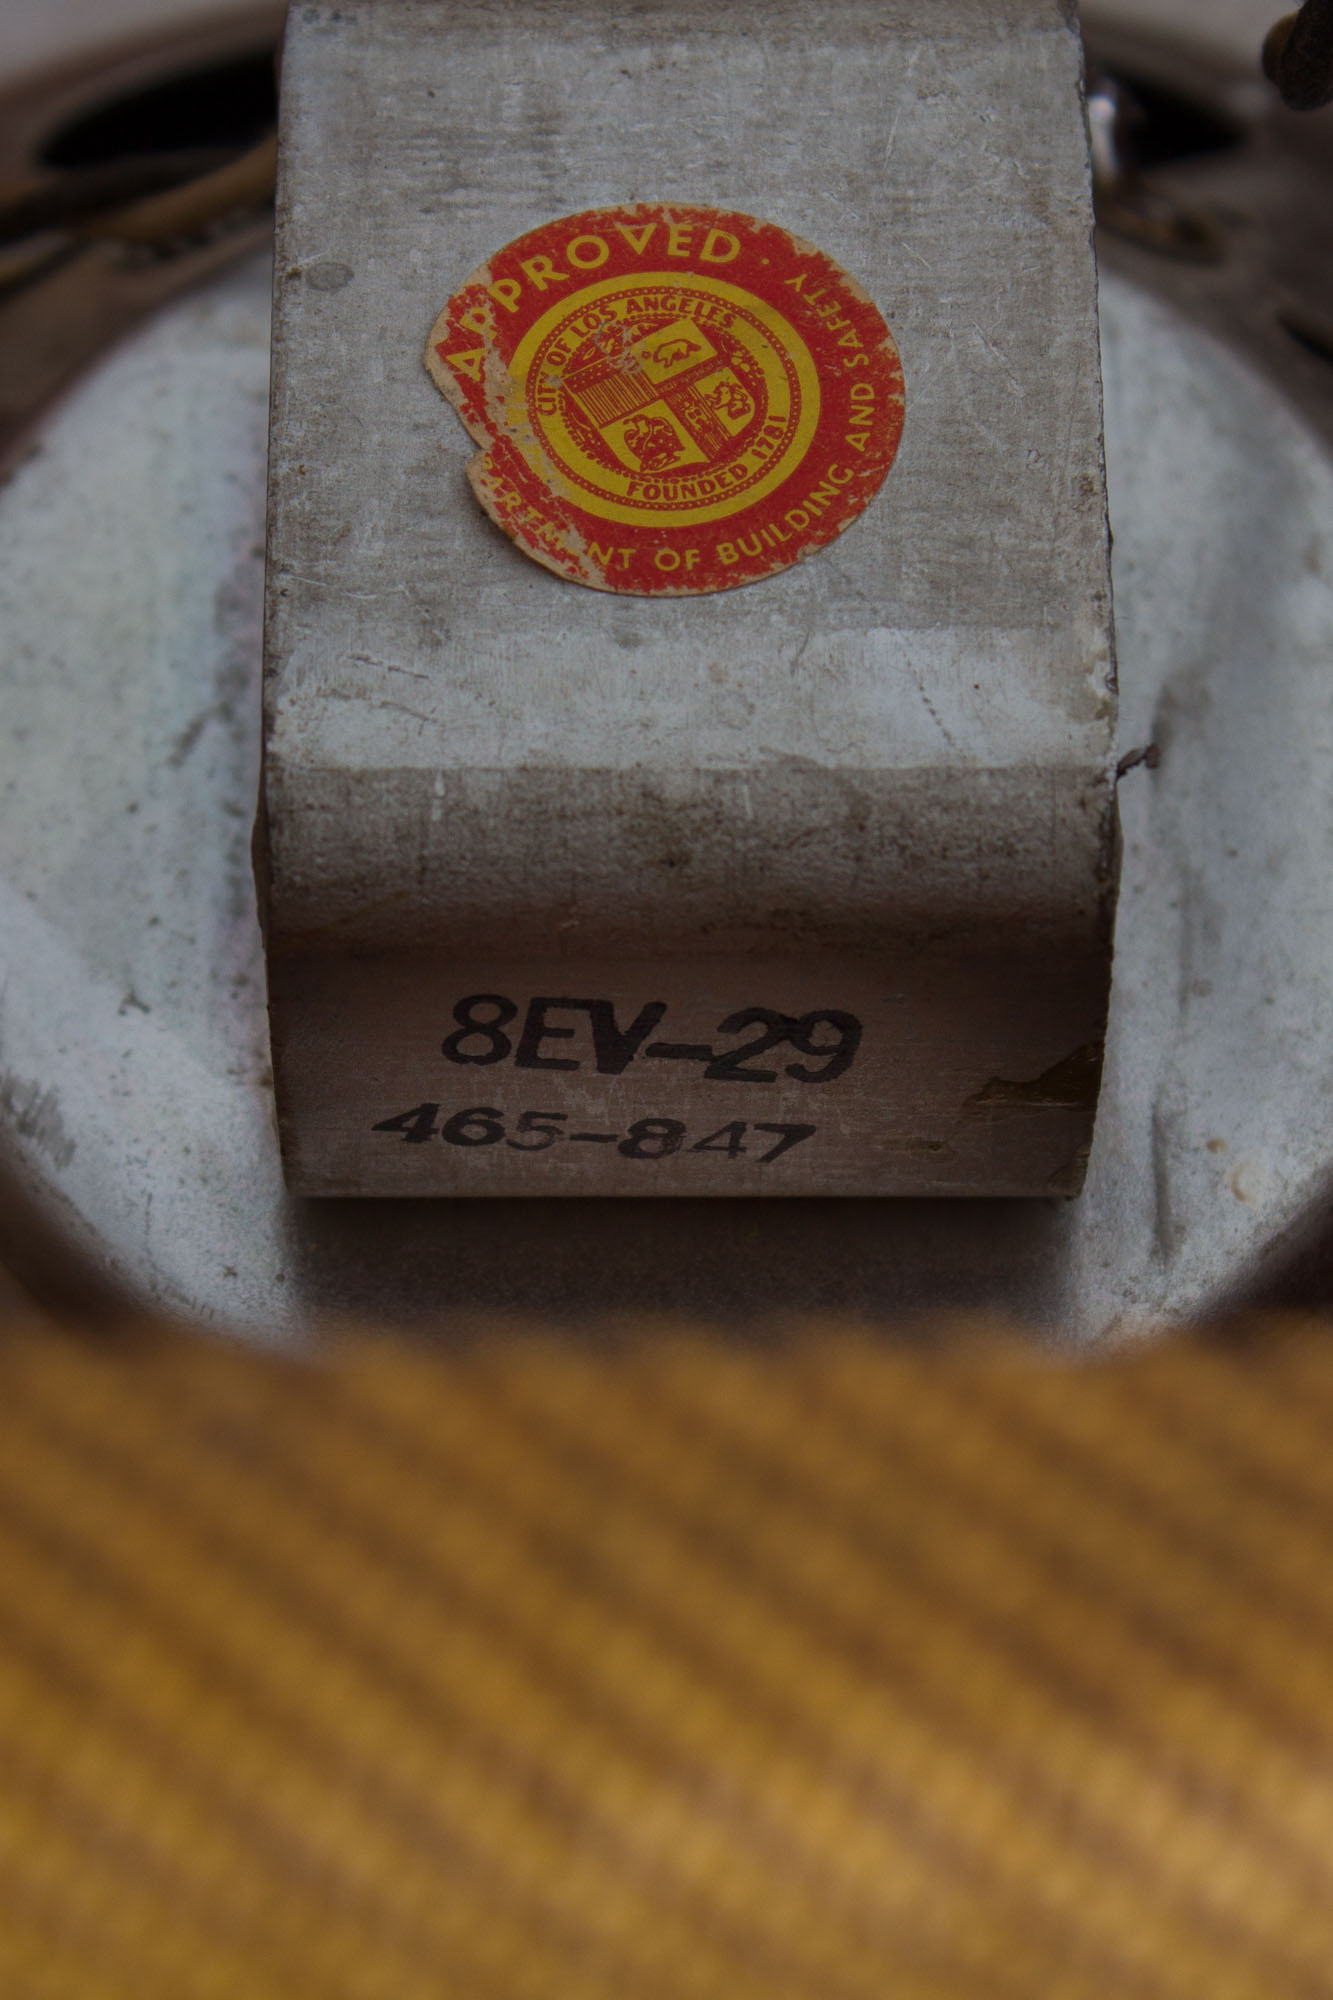 APPROVED ·
DEPARTMENT OF BUILDING AND SAFETY
CITY OF LOS ANGELES
FOUNDED 1781
8EV-29
465-847